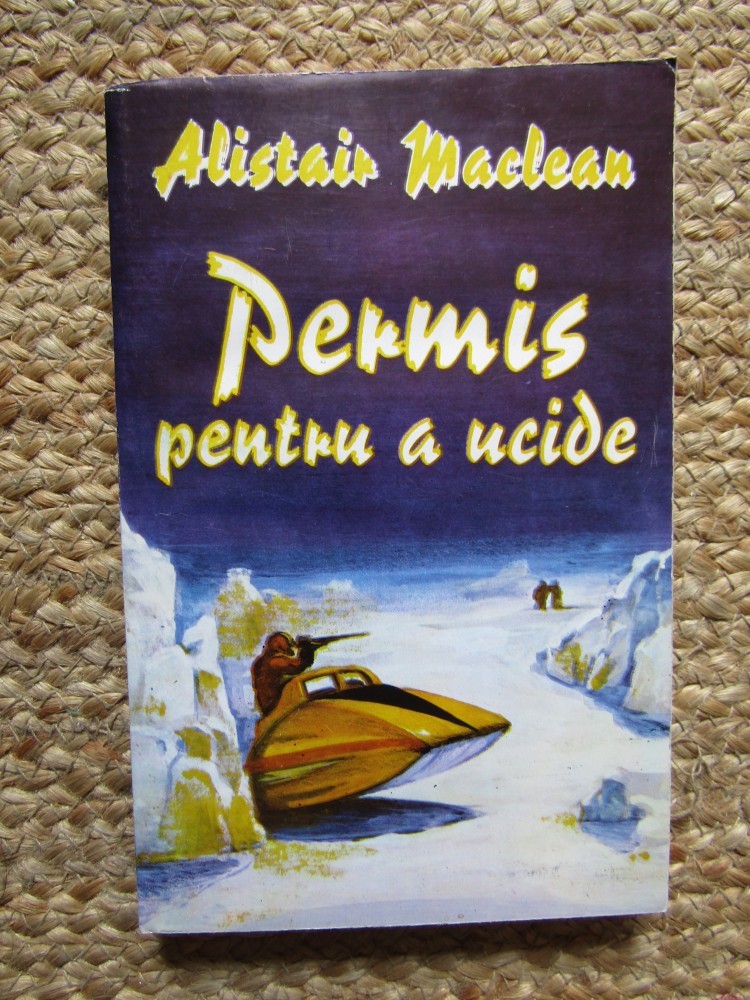 Alistair Maclean
Permis
pentru a ucide